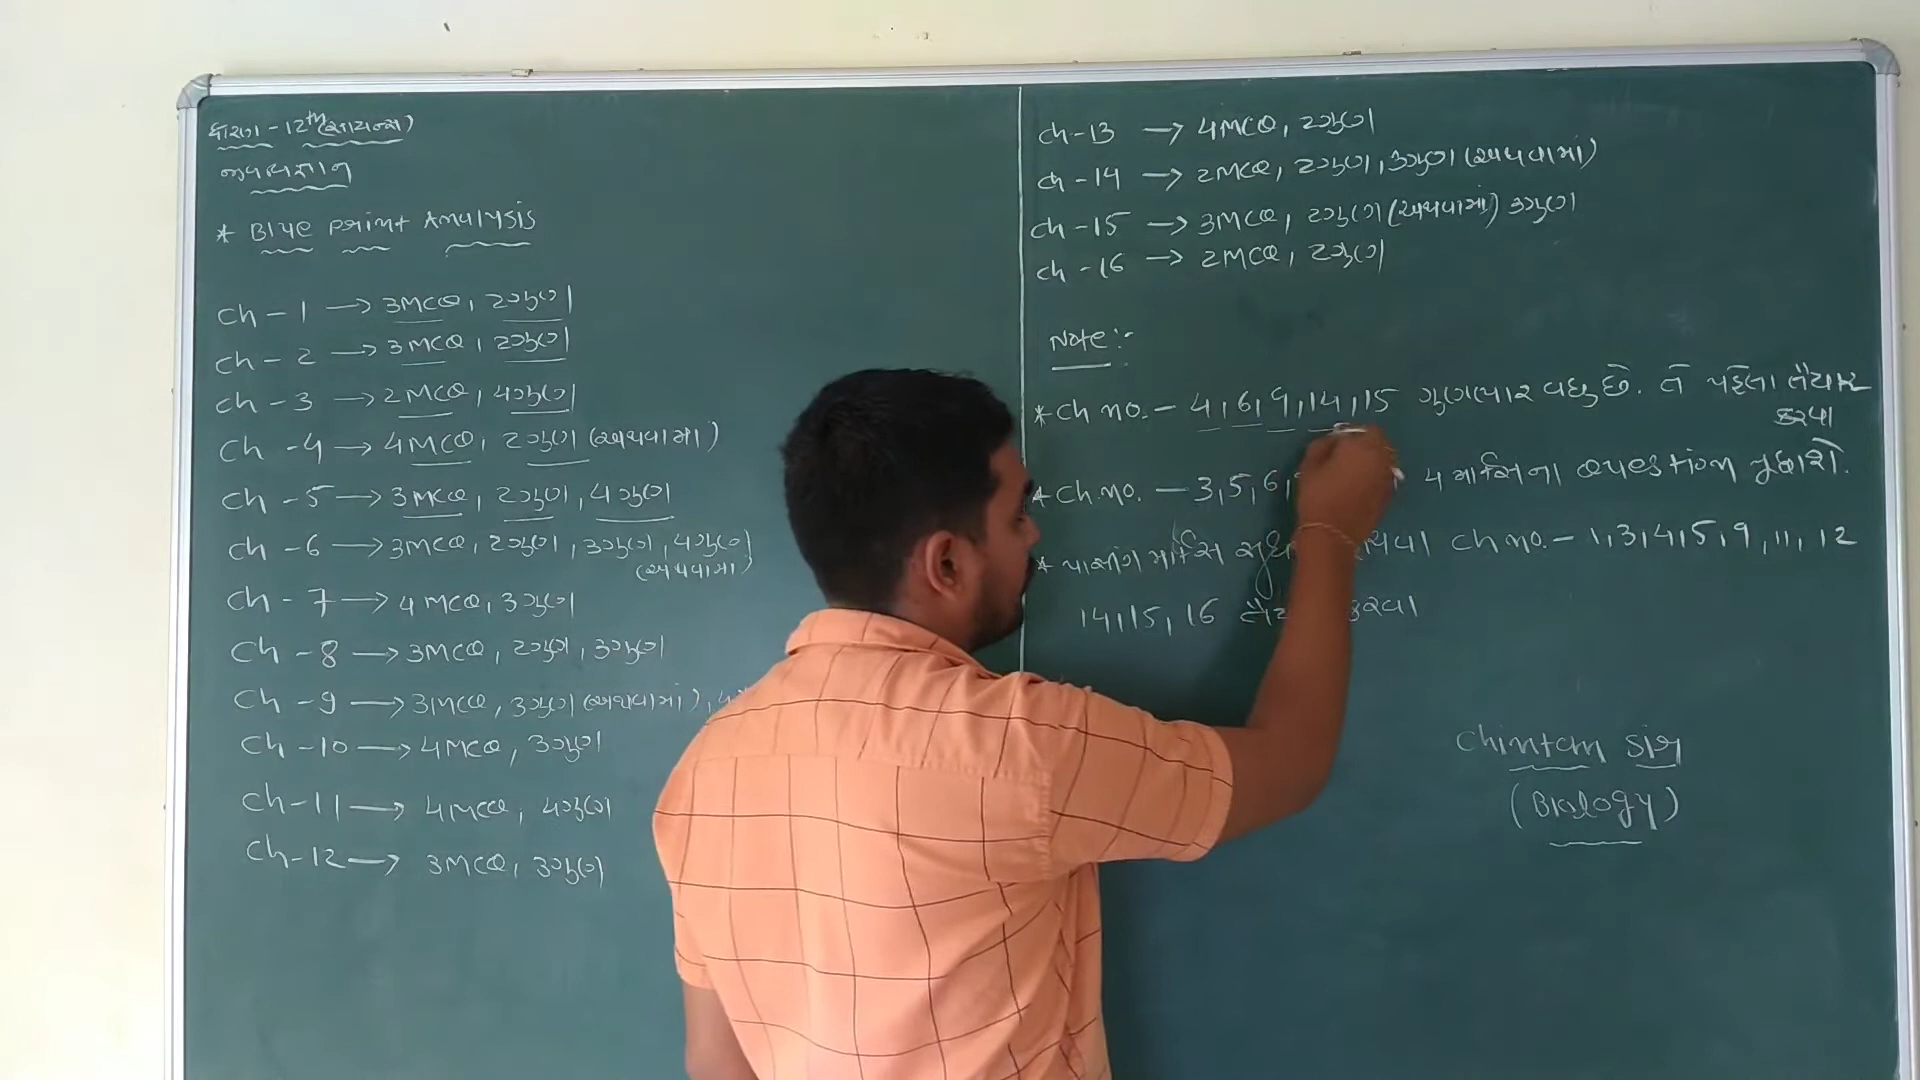 ધોરણ - 12th (સાયન્સ)
જીવવિજ્ઞાન
* Blue print Analysis
Ch - 1 → 3MCQ, 2ગુણ
Ch - 2 → 3MCQ, 2ગુણ
Ch - 3 → 2MCQ, 4ગુણ
Ch - 4 → 4MCQ, 2ગુણ (અથવામાં)
Ch - 5 → 3MCQ, 2ગુણ, 4ગુણ
Ch - 6 → 3MCQ, 2ગુણ, 3ગુણ, 4ગુણ
(અથવામાં)
Ch - 7 → 4MCQ, 3ગુણ
Ch - 8 → 3MCQ, 2ગુણ, 3ગુણ
Ch - 9 → 3MCQ, 3ગુણ (અથવામાં),
Ch - 10 → 4MCQ, 3ગુણ
Ch - 11 → 4MCQ, 4ગુણ
Ch - 12 → 3MCQ, 3ગુણ
Ch - 13 → 4MCQ, 2ગુણ
Ch - 14 → 2MCQ, 2ગુણ, 3ગુણ (અથવામાં)
Ch - 15 → 3MCQ, 2ગુણ (અથવામાં) 3ગુણ
Ch - 16 → 2MCQ, 2ગુણ
Note :-
* Ch no. - 4, 6, 9, 14, 15 ગુણભાર વધુ છે. તે પહેલા તૈયાર
કરવા
* Ch. no. - 3, 5, 6, 4 માર્કિના question પુછાશે.
* પાસીંગ માર્કિસ Ch no. - 1, 3, 4, 5, 9, 11, 12
14, 15, 16 કરવા
Chintan sir
(Biology)